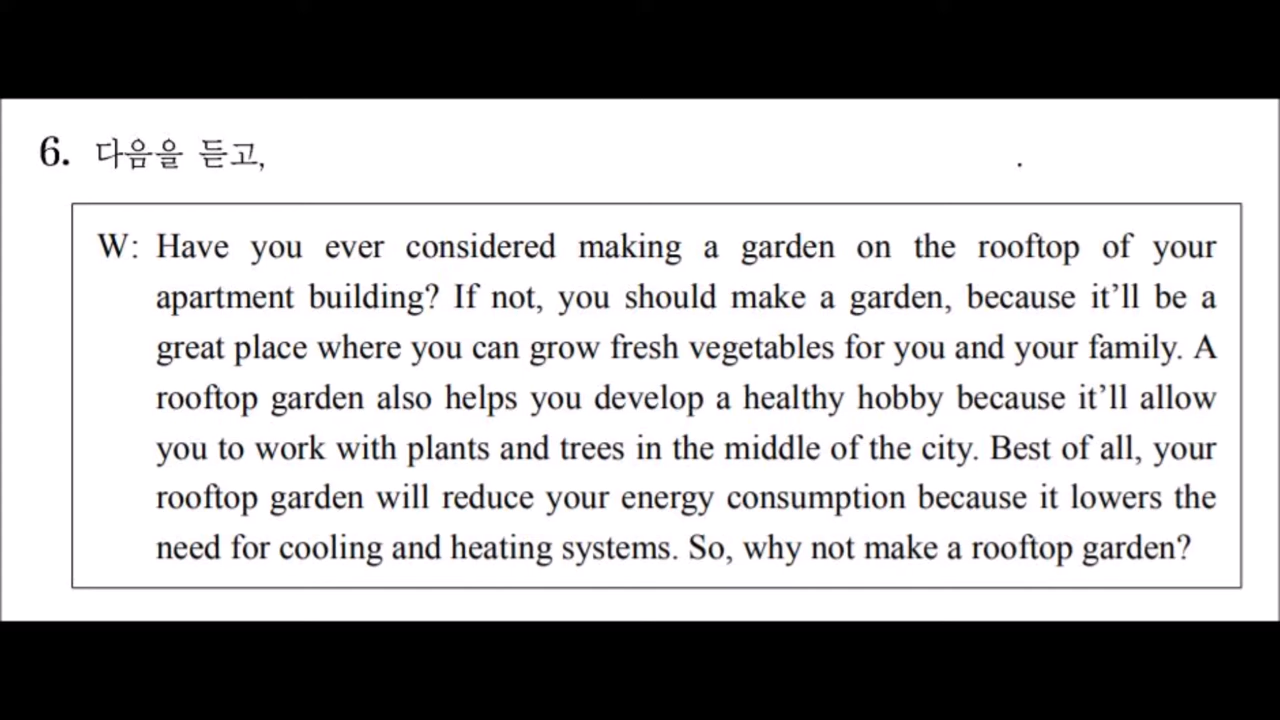 6. 다음을 듣고, .
W: Have you ever considered making a garden on the rooftop of your
apartment building? If not, you should make a garden, because it’ll be a
great place where you can grow fresh vegetables for you and your family. A
rooftop garden also helps you develop a healthy hobby because it’ll allow
you to work with plants and trees in the middle of the city. Best of all, your
rooftop garden will reduce your energy consumption because it lowers the
need for cooling and heating systems. So, why not make a rooftop garden?